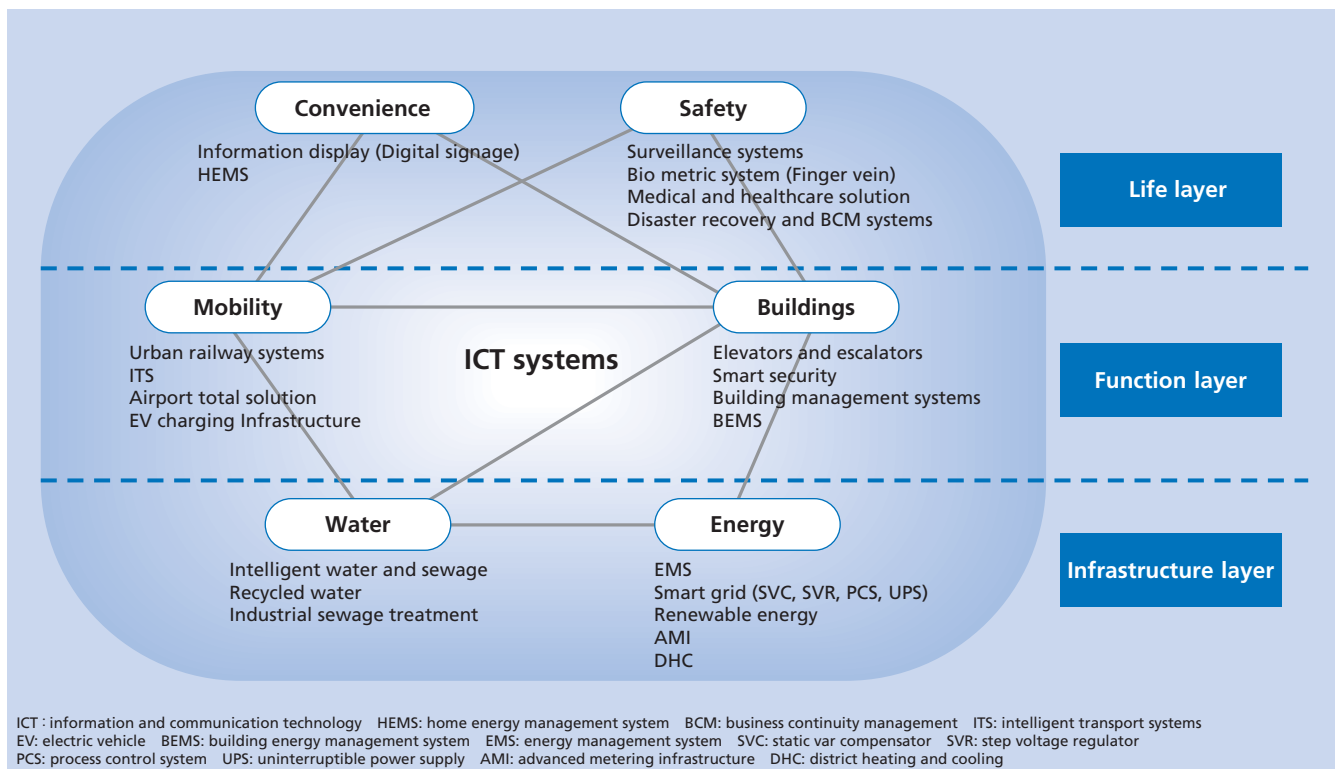 Convenience
Information display (Digital signage)
HEMS
Safety
Surveillance systems
Bio metric system (Finger vein)
Medical and healthcare solution
Disaster recovery and BCM systems
Life layer
Mobility
Urban railway systems
ITS
Airport total solution
EV charging Infrastructure
ICT systems
Buildings
Elevators and escalators
Smart security
Building management systems
BEMS
Function layer
Water
Intelligent water and sewage
Recycled water
Industrial sewage treatment
Energy
EMS
Smart grid (SVC, SVR, PCS, UPS)
Renewable energy
AMI
DHC
Infrastructure layer
ICT : information and communication technology HEMS: home energy management system BCM: business continuity management ITS: intelligent transport systems
EV: electric vehicle BEMS: building energy management system EMS: energy management system SVC: static var compensator SVR: step voltage regulator
PCS: process control system UPS: uninterruptible power supply AMI: advanced metering infrastructure DHC: district heating and cooling